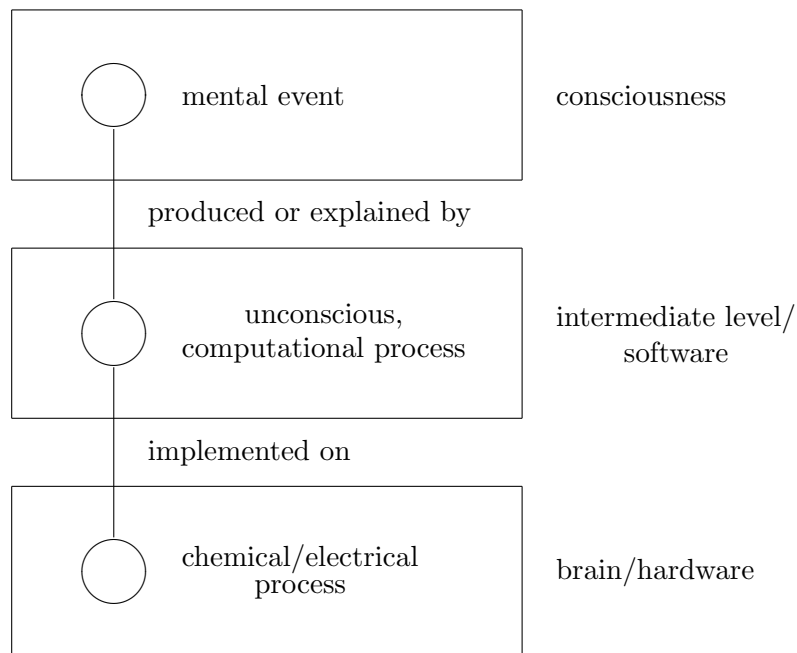 mental event
consciousness
produced or explained by
unconscious,
computational process
intermediate level/
software
implemented on
chemical/electrical
process
brain/hardware